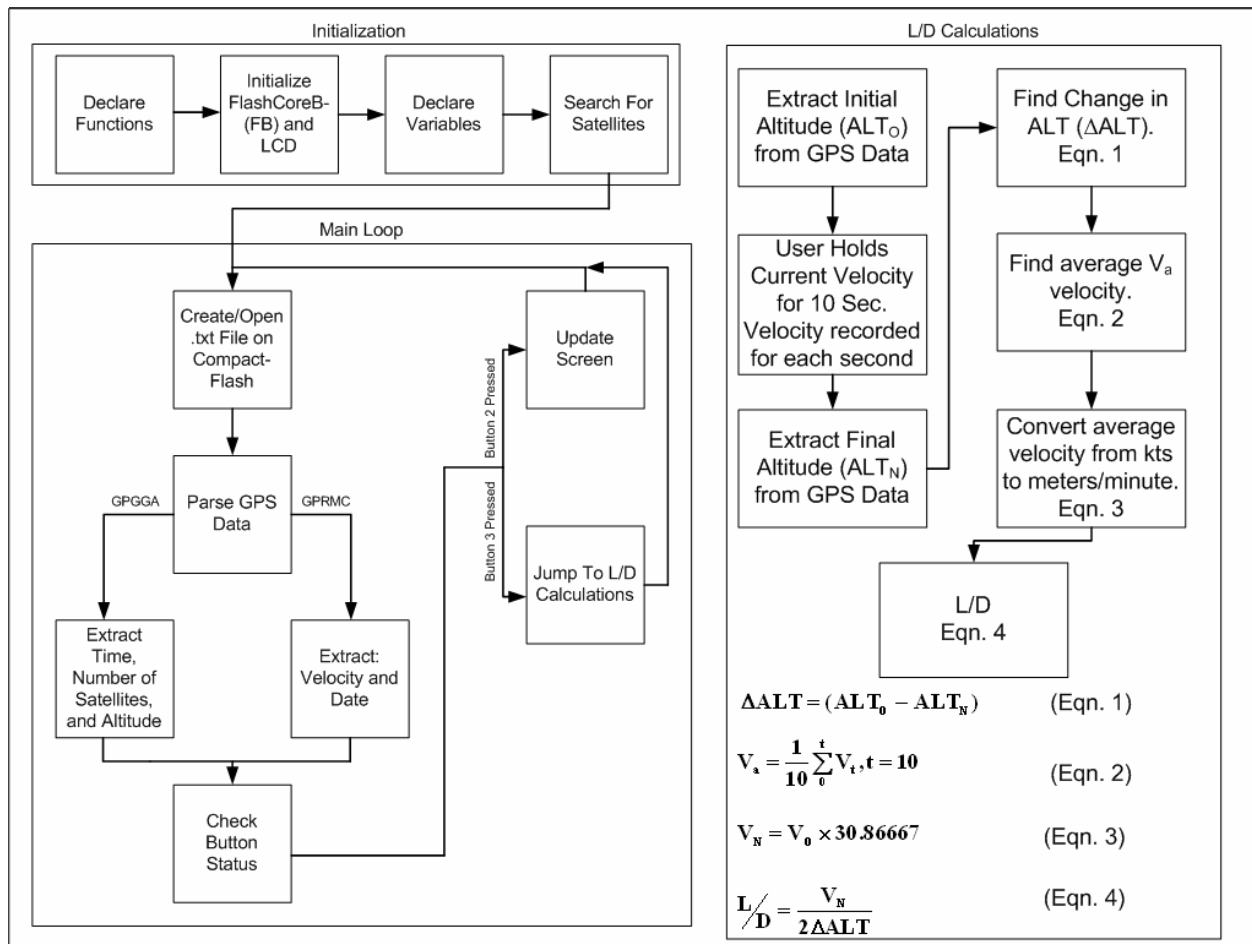 Initialization
Declare
Functions
Initialize
FlashCoreB-
(FB) and
LCD
Declare
Variables
Search For
Satellites
Main Loop
Create/Open
.txt File on
Compact-
Flash
Parse GPS
Data
GPGGA
GPRMC
Extract
Time,
Number of
Satellites,
and Altitude
Extract:
Velocity and
Date
Check
Button
Status
Button 2 Pressed
Button 3 Pressed
Update
Screen
Jump To L/D
Calculations
L/D Calculations
Extract Initial
Altitude (ALT_O)
from GPS Data
User Holds
Current Velocity
for 10 Sec.
Velocity recorded
for each second
Extract Final
Altitude (ALT_N)
from GPS Data
Find Change in
ALT (ΔALT).
Eqn. 1
Find average V_a
velocity.
Eqn. 2
Convert average
velocity from kts
to meters/minute.
Eqn. 3
L/D
Eqn. 4
ΔALT = (ALT_0 − ALT_N) (Eqn. 1)
V_a = 1/10 ∑_0^t V_t, t = 10 (Eqn. 2)
V_N = V_0 × 30.86667 (Eqn. 3)
L/D = V_N / 2ΔALT (Eqn. 4)